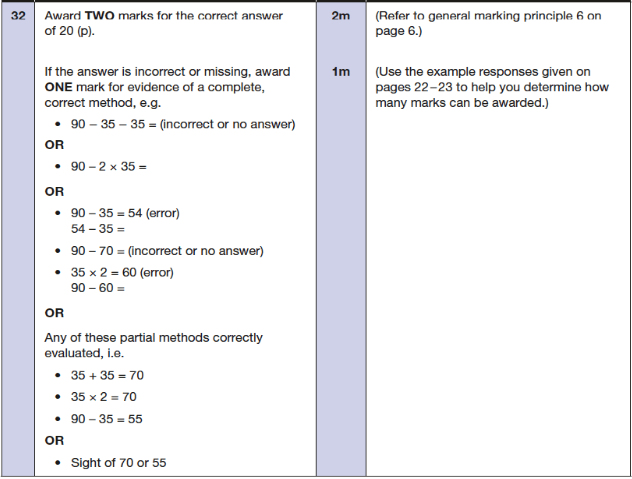 32 Award TWO marks for the correct answer 2m (Refer to general marking principle 6 on
of 20 (p). page 6.)
If the answer is incorrect or missing, award 1m (Use the example responses given on
ONE mark for evidence of a complete, pages 22–23 to help you determine how
correct method, e.g. many marks can be awarded.)
• 90 – 35 – 35 = (incorrect or no answer)
OR
• 90 – 2 × 35 =
OR
• 90 – 35 = 54 (error)
54 – 35 =
• 90 – 70 = (incorrect or no answer)
• 35 × 2 = 60 (error)
90 – 60 =
OR
Any of these partial methods correctly
evaluated, i.e.
• 35 + 35 = 70
• 35 × 2 = 70
• 90 – 35 = 55
OR
• Sight of 70 or 55